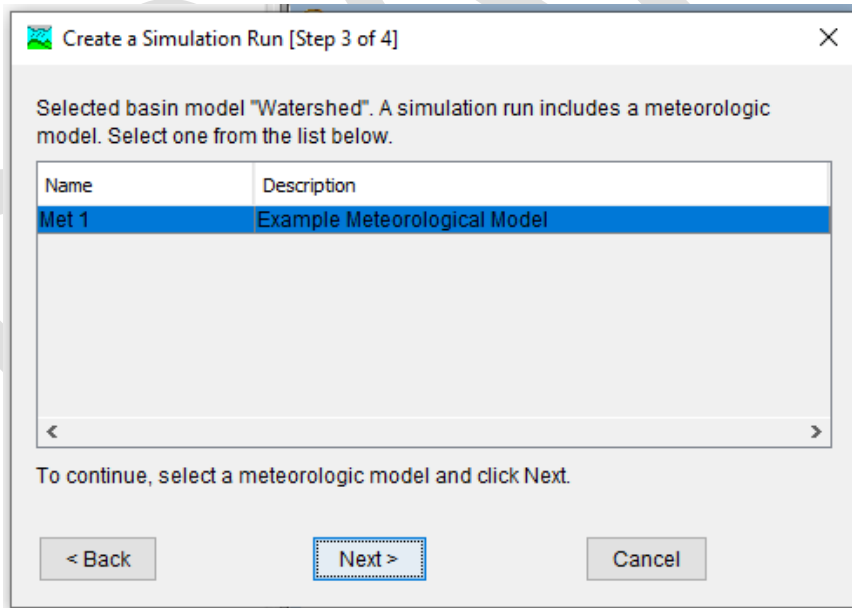 Create a Simulation Run [Step 3 of 4]
Selected basin model "Watershed". A simulation run includes a meteorologic
model. Select one from the list below.
Name Description
Met 1 Example Meteorological Model
To continue, select a meteorologic model and click Next.
< Back Next > Cancel